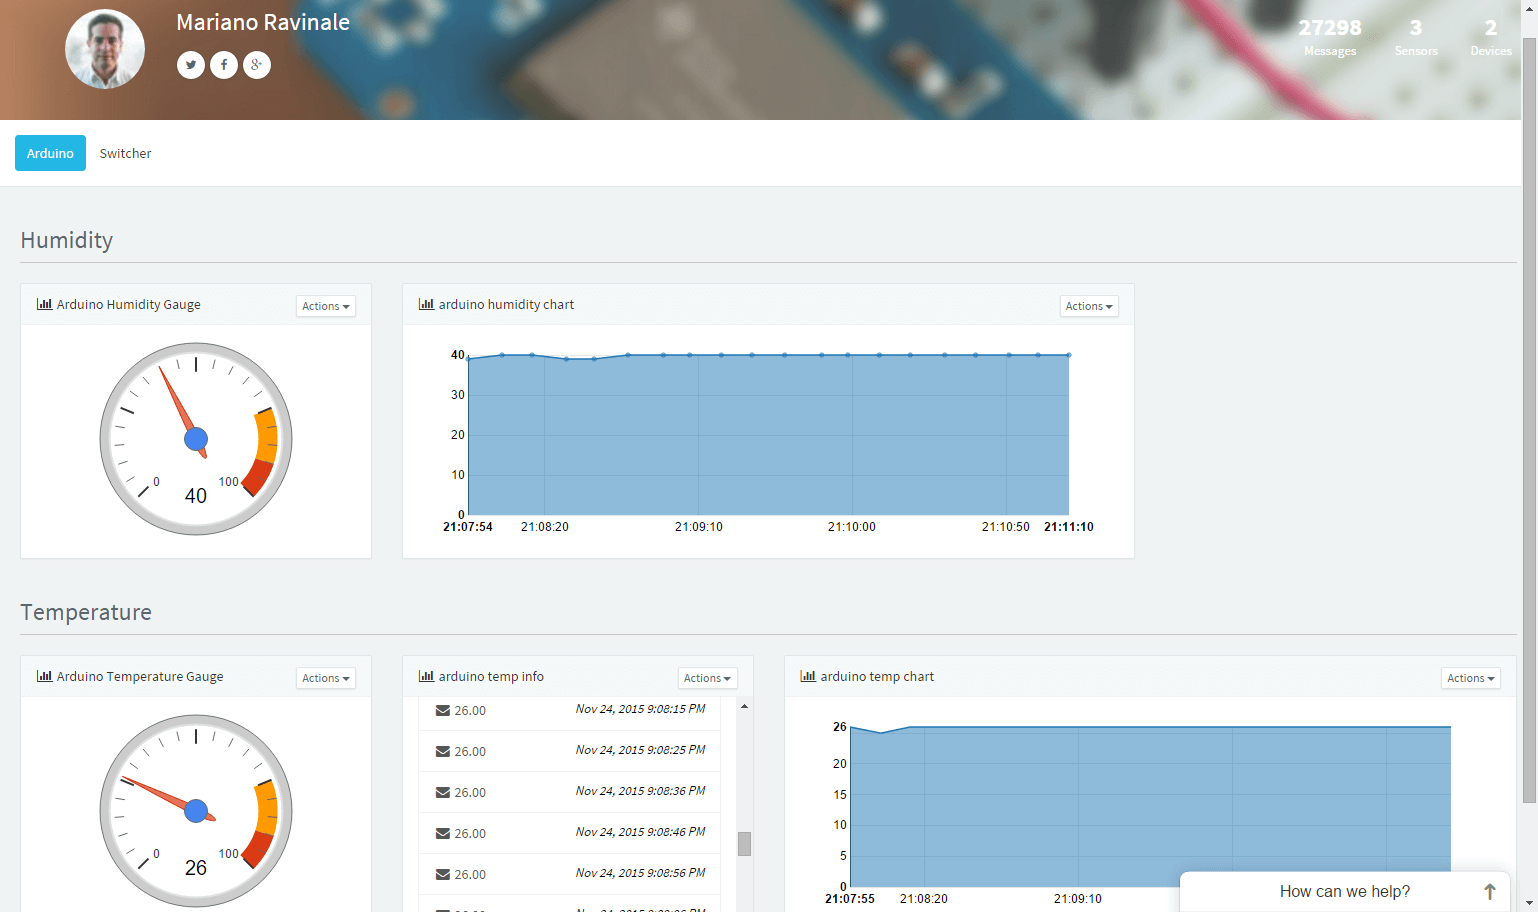 Mariano Ravinale
27298 3 2
Messages Sensors Devices
Arduino Switcher
Humidity
Arduino Humidity Gauge Actions
0 100
40
arduino humidity chart Actions
40
30
20
10
0
21:07:54 21:08:20 21:09:10 21:10:00 21:10:50 21:11:10
Temperature
Arduino Temperature Gauge Actions
0 100
26
arduino temp info Actions
26.00 Nov 24, 2015 9:08:15 PM
26.00 Nov 24, 2015 9:08:25 PM
26.00 Nov 24, 2015 9:08:36 PM
26.00 Nov 24, 2015 9:08:46 PM
26.00 Nov 24, 2015 9:08:56 PM
arduino temp chart Actions
26
20
15
10
5
0
21:07:55 21:08:20 21:09:10
How can we help?